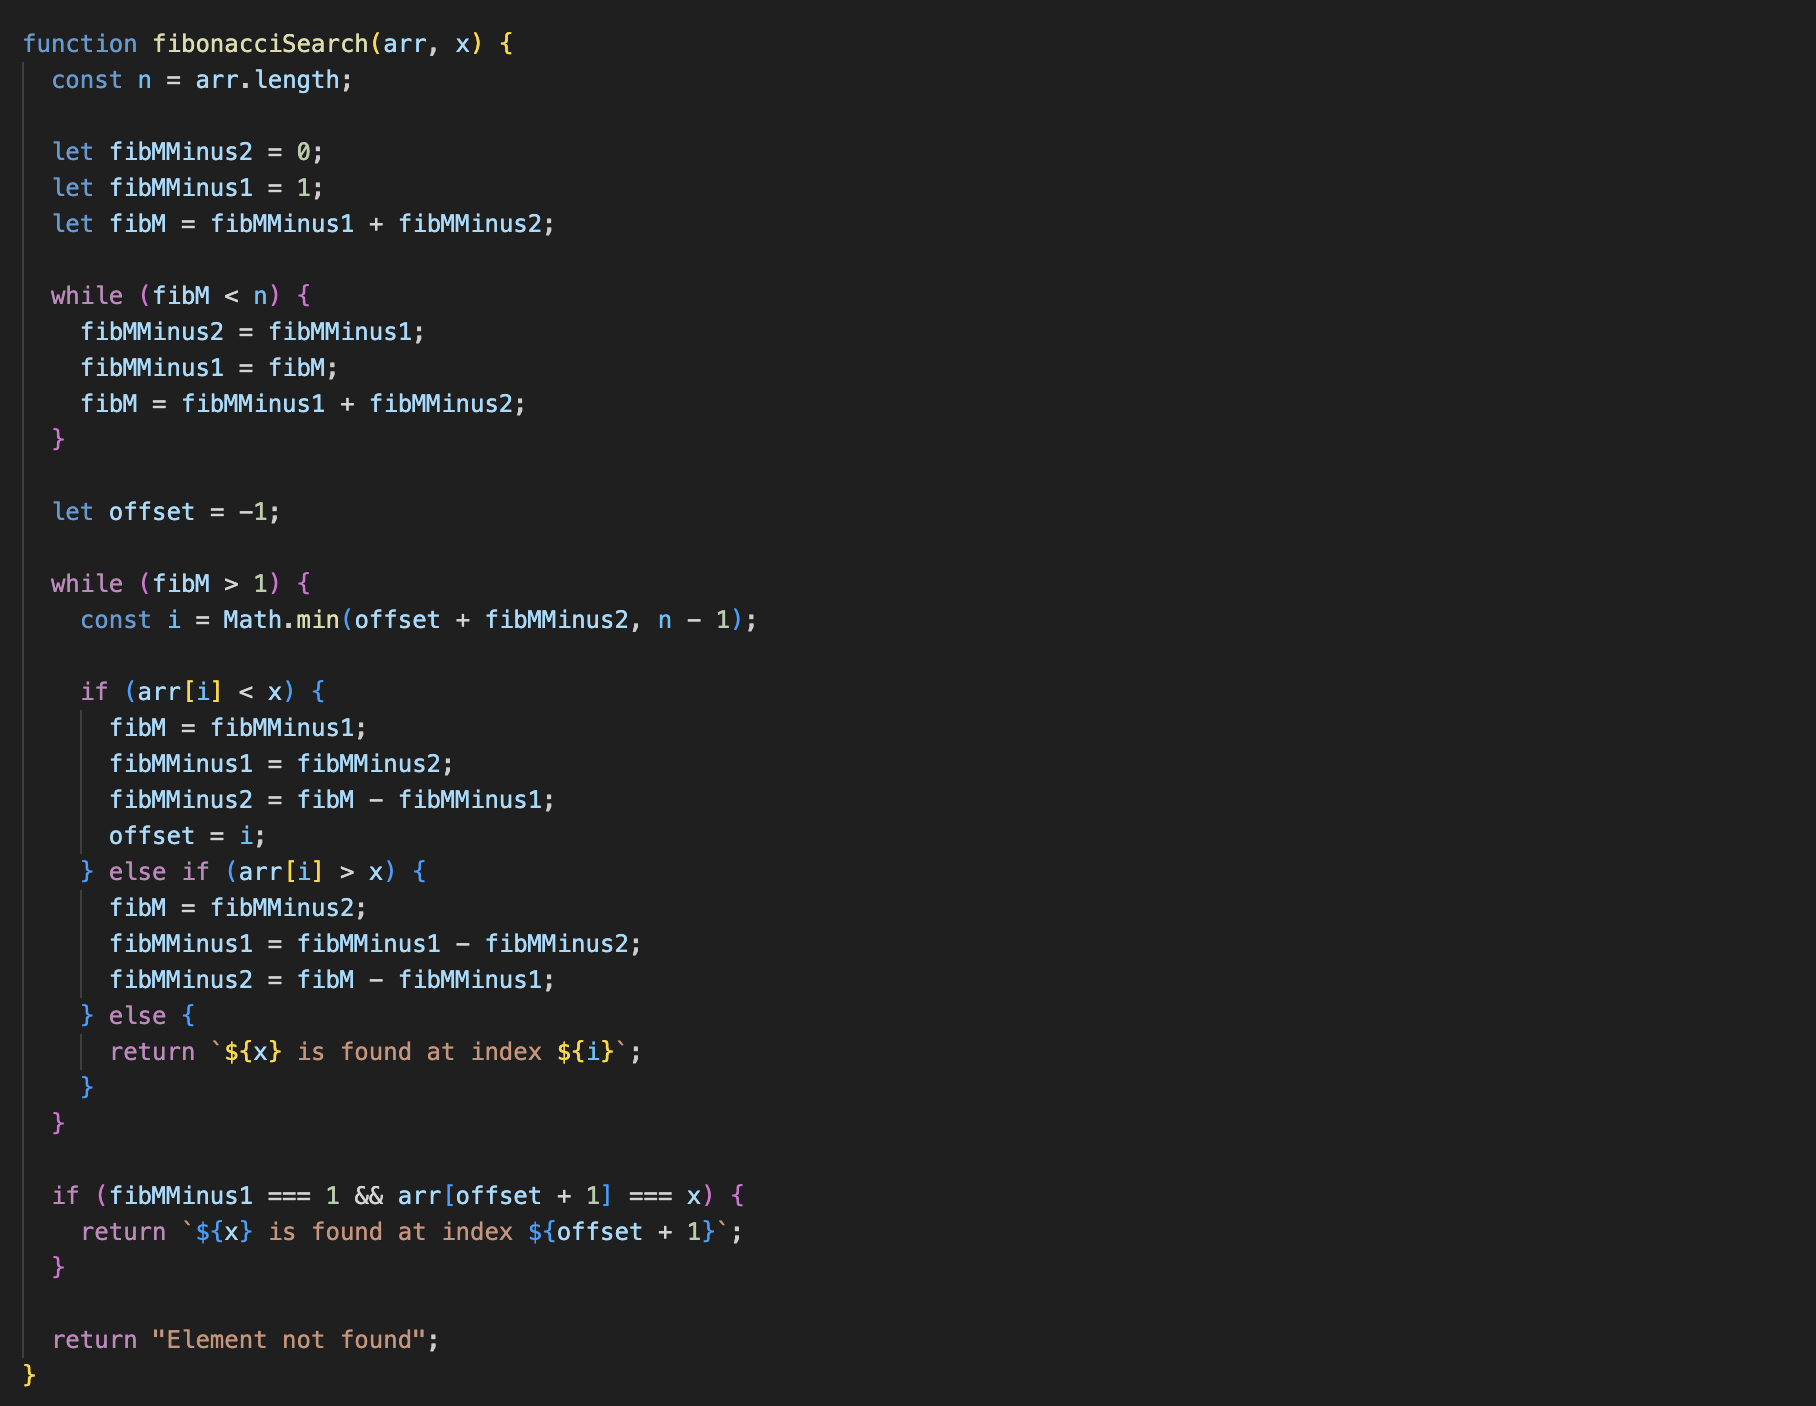 function fibonacciSearch(arr, x) {
  const n = arr.length;

  let fibMMinus2 = 0;
  let fibMMinus1 = 1;
  let fibM = fibMMinus1 + fibMMinus2;

  while (fibM < n) {
    fibMMinus2 = fibMMinus1;
    fibMMinus1 = fibM;
    fibM = fibMMinus1 + fibMMinus2;
  }

  let offset = -1;

  while (fibM > 1) {
    const i = Math.min(offset + fibMMinus2, n - 1);

    if (arr[i] < x) {
      fibM = fibMMinus1;
      fibMMinus1 = fibMMinus2;
      fibMMinus2 = fibM - fibMMinus1;
      offset = i;
    } else if (arr[i] > x) {
      fibM = fibMMinus2;
      fibMMinus1 = fibMMinus1 - fibMMinus2;
      fibMMinus2 = fibM - fibMMinus1;
    } else {
      return `${x} is found at index ${i}`;
    }
  }

  if (fibMMinus1 === 1 && arr[offset + 1] === x) {
    return `${x} is found at index ${offset + 1}`;
  }

  return "Element not found";
}